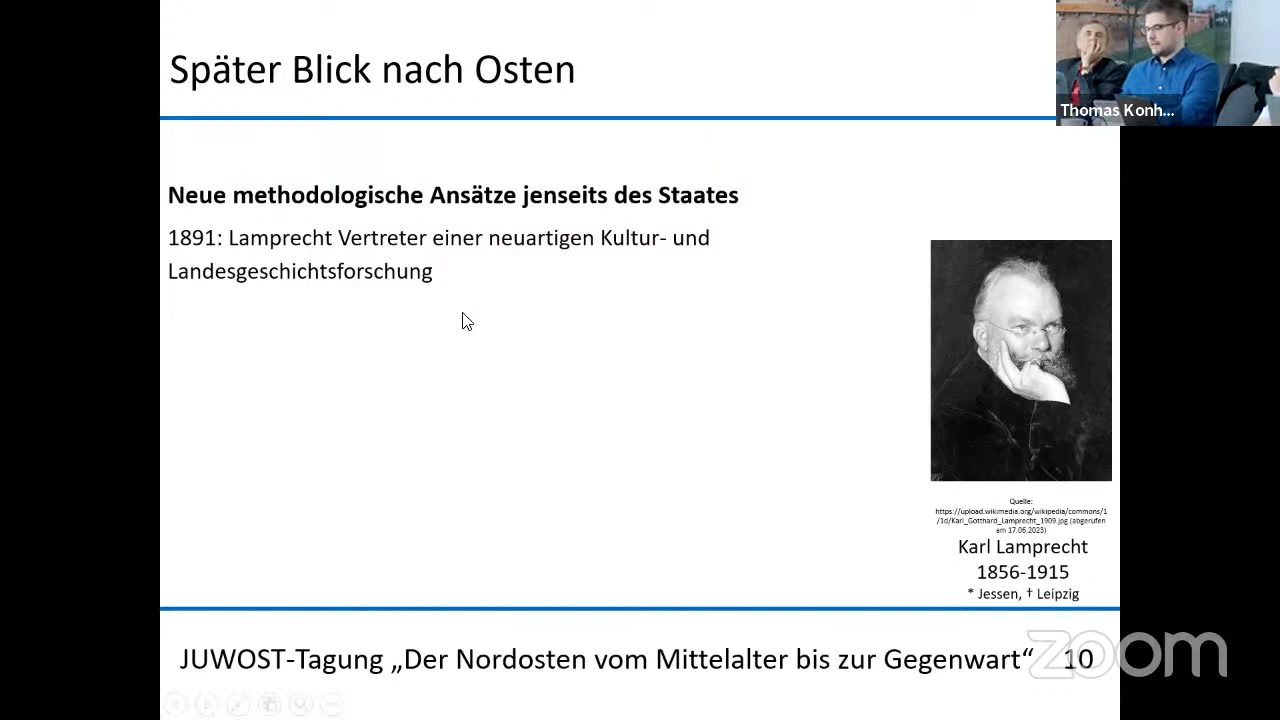 Später Blick nach Osten
Thomas Konh...
Neue methodologische Ansätze jenseits des Staates
1891: Lamprecht Vertreter einer neuartigen Kultur- und
Landesgeschichtsforschung
Quelle:
https://upload.wikimedia.org/wikipedia/commons/1
/1d/Karl_Gotthard_Lamprecht_1909.jpg (abgerufen
am 17.06.2023)
Karl Lamprecht
1856-1915
* Jessen, † Leipzig
JUWOST-Tagung „Der Nordosten vom Mittelalter bis zur Gegenwart“ 10
zoom